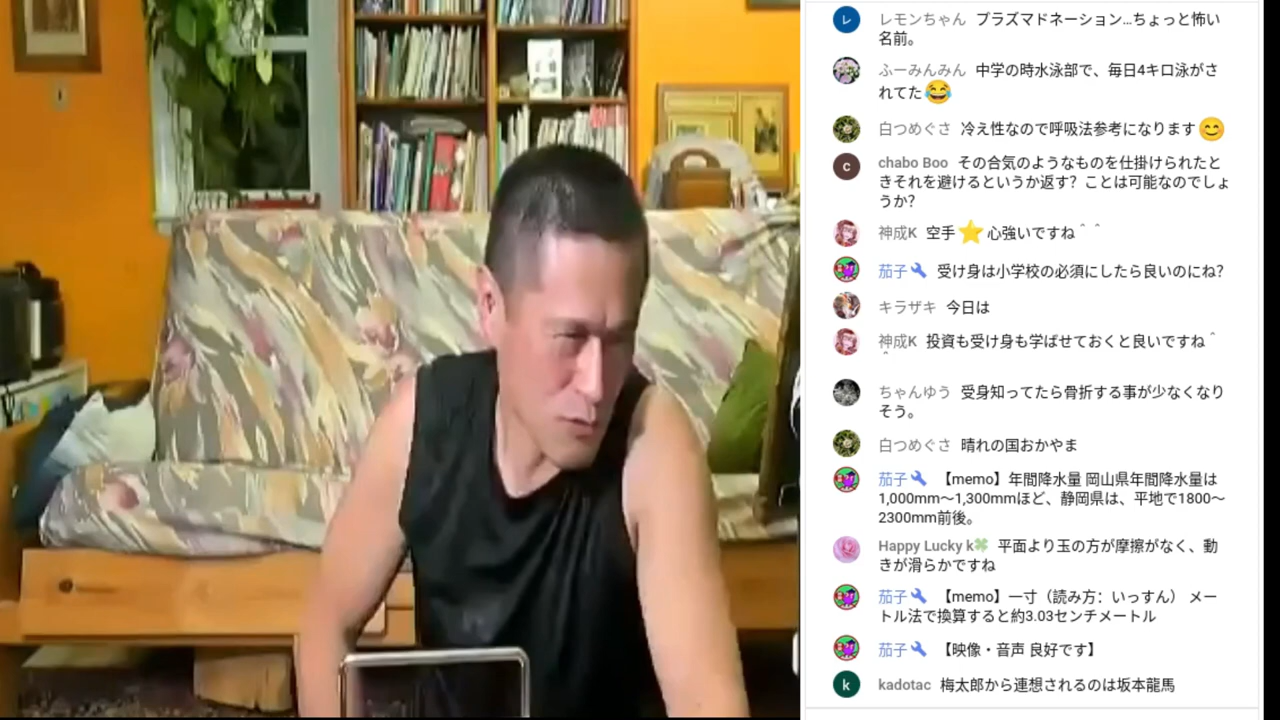 レ
レモンちゃん プラズマドネーション…ちょっと怖い
名前。
ふーみんみん 中学の時水泳部で、毎日4キロ泳がさ
れてた😂
白つめぐさ 冷え性なので呼吸法参考になります😊
c
chabo Boo その合気のようなものを仕掛けられたと
きそれを避けるというか返す？ことは可能なのでしょ
うか？
神成K 空手⭐心強いですね＾＾
茄子🔧 受け身は小学校の必須にしたら良いのにね？
キラザキ 今日は
神成K 投資も受け身も学ばせておくと良いですね＾
＾
ちゃんゆう 受身知ってたら骨折する事が少なくなり
そう。
白つめぐさ 晴れの国おかやま
茄子🔧 【memo】年間降水量 岡山県年間降水量は
1,000mm〜1,300mmほど、静岡県は、平地で1800〜
2300mm前後。
Happy Lucky k🍀 平面より玉の方が摩擦がなく、動
きが滑らかですね
茄子🔧 【memo】一寸（読み方：いっすん） メー
トル法で換算すると約3.03センチメートル
茄子🔧 【映像・音声 良好です】
k
kadotac 梅太郎から連想されるのは坂本龍馬